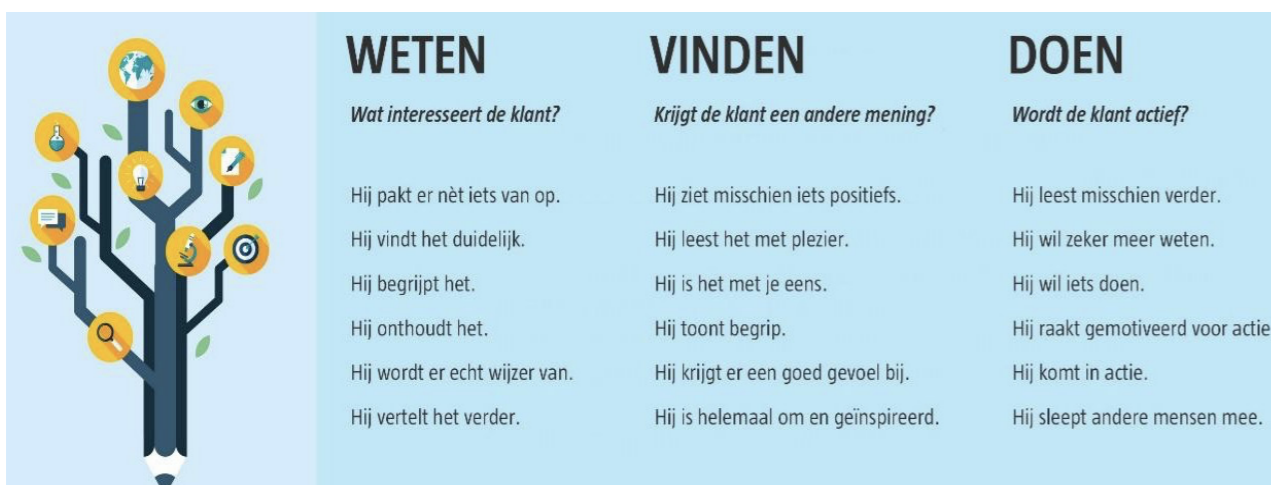 WETEN
Wat interesseert de klant?
Hij pakt er nèt iets van op.
Hij vindt het duidelijk.
Hij begrijpt het.
Hij onthoudt het.
Hij wordt er echt wijzer van.
Hij vertelt het verder.
VINDEN
Krijgt de klant een andere mening?
Hij ziet misschien iets positiefs.
Hij leest het met plezier.
Hij is het met je eens.
Hij toont begrip.
Hij krijgt er een goed gevoel bij.
Hij is helemaal om en geïnspireerd.
DOEN
Wordt de klant actief?
Hij leest misschien verder.
Hij wil zeker meer weten.
Hij wil iets doen.
Hij raakt gemotiveerd voor actie
Hij komt in actie.
Hij sleept andere mensen mee.